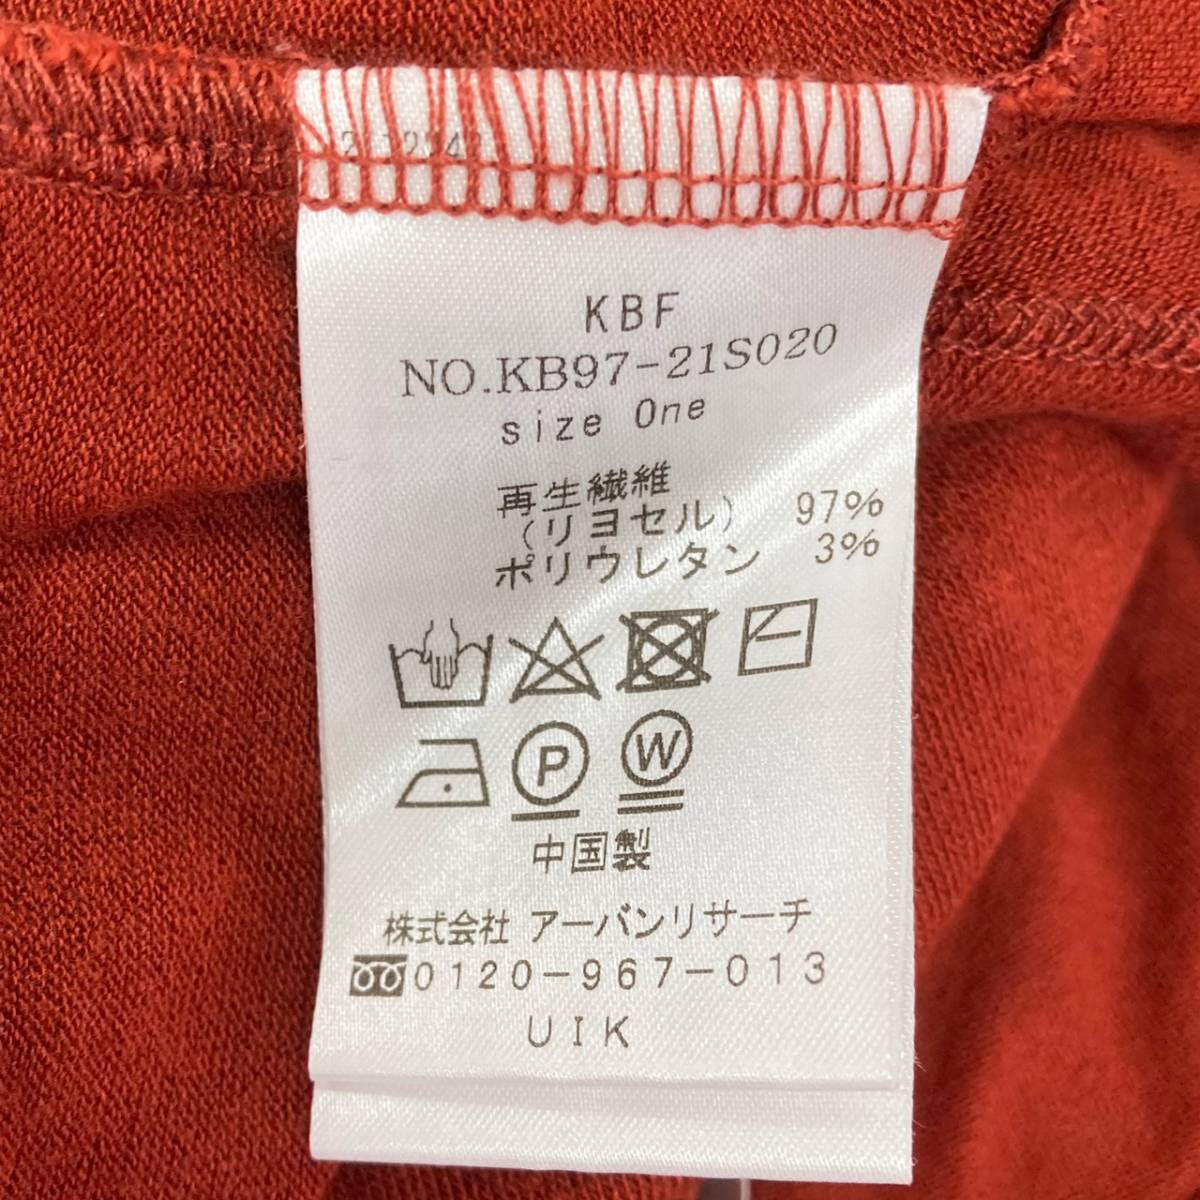 KBF
NO.KB97-21S020
size One
再生繊維
(リヨセル) 97%
ポリウレタン 3%
P W
中国製
株式会社 アーバンリサーチ
0120-967-013
UIK